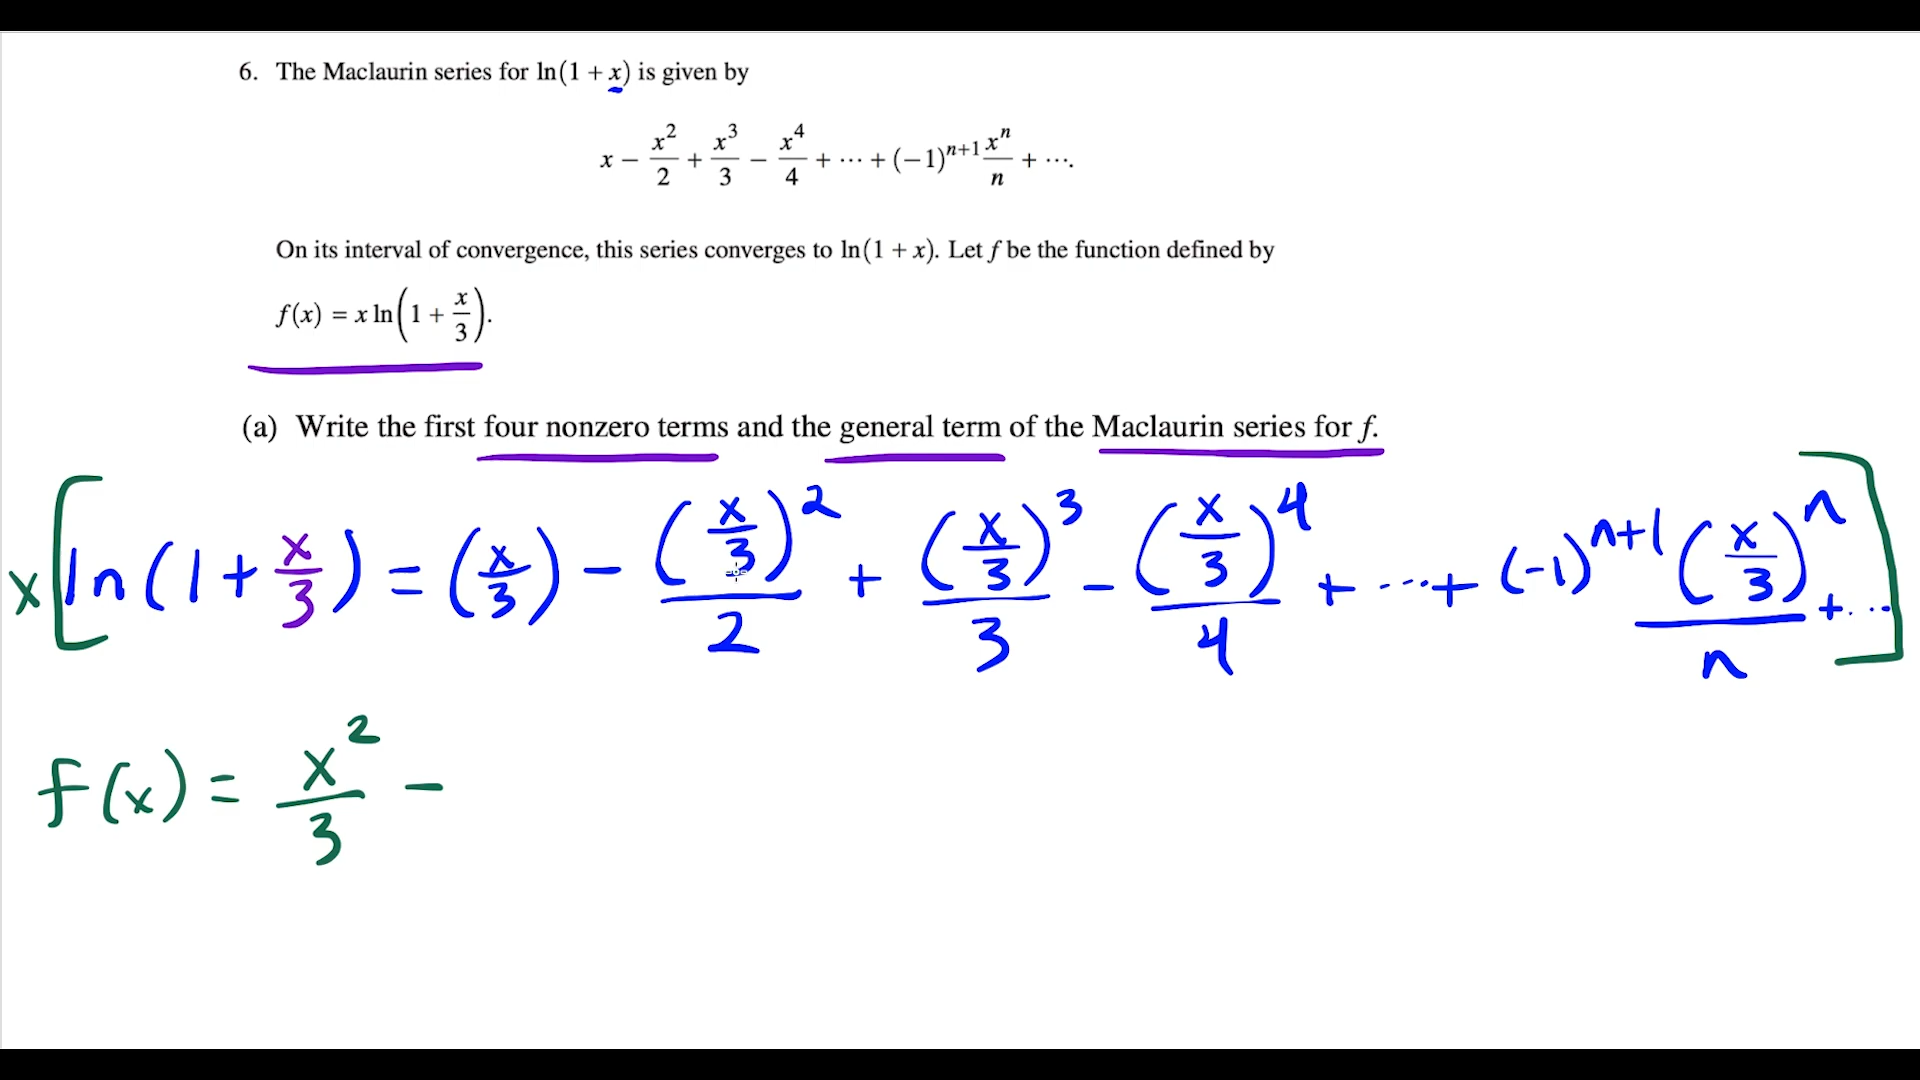 6. The Maclaurin series for ln(1 + x) is given by
x − x²/2 + x³/3 − x⁴/4 + ⋯ + (−1)ⁿ⁺¹ xⁿ/n + ⋯.
On its interval of convergence, this series converges to ln(1 + x). Let f be the function defined by
f(x) = x ln(1 + x/3).
(a) Write the first four nonzero terms and the general term of the Maclaurin series for f.
x[ln(1 + x/3) = (x/3) − (x/3)²/2 + (x/3)³/3 − (x/3)⁴/4 + ⋯ + (−1)ⁿ⁺¹ (x/3)ⁿ/n + ⋯]
f(x) = x²/3 −